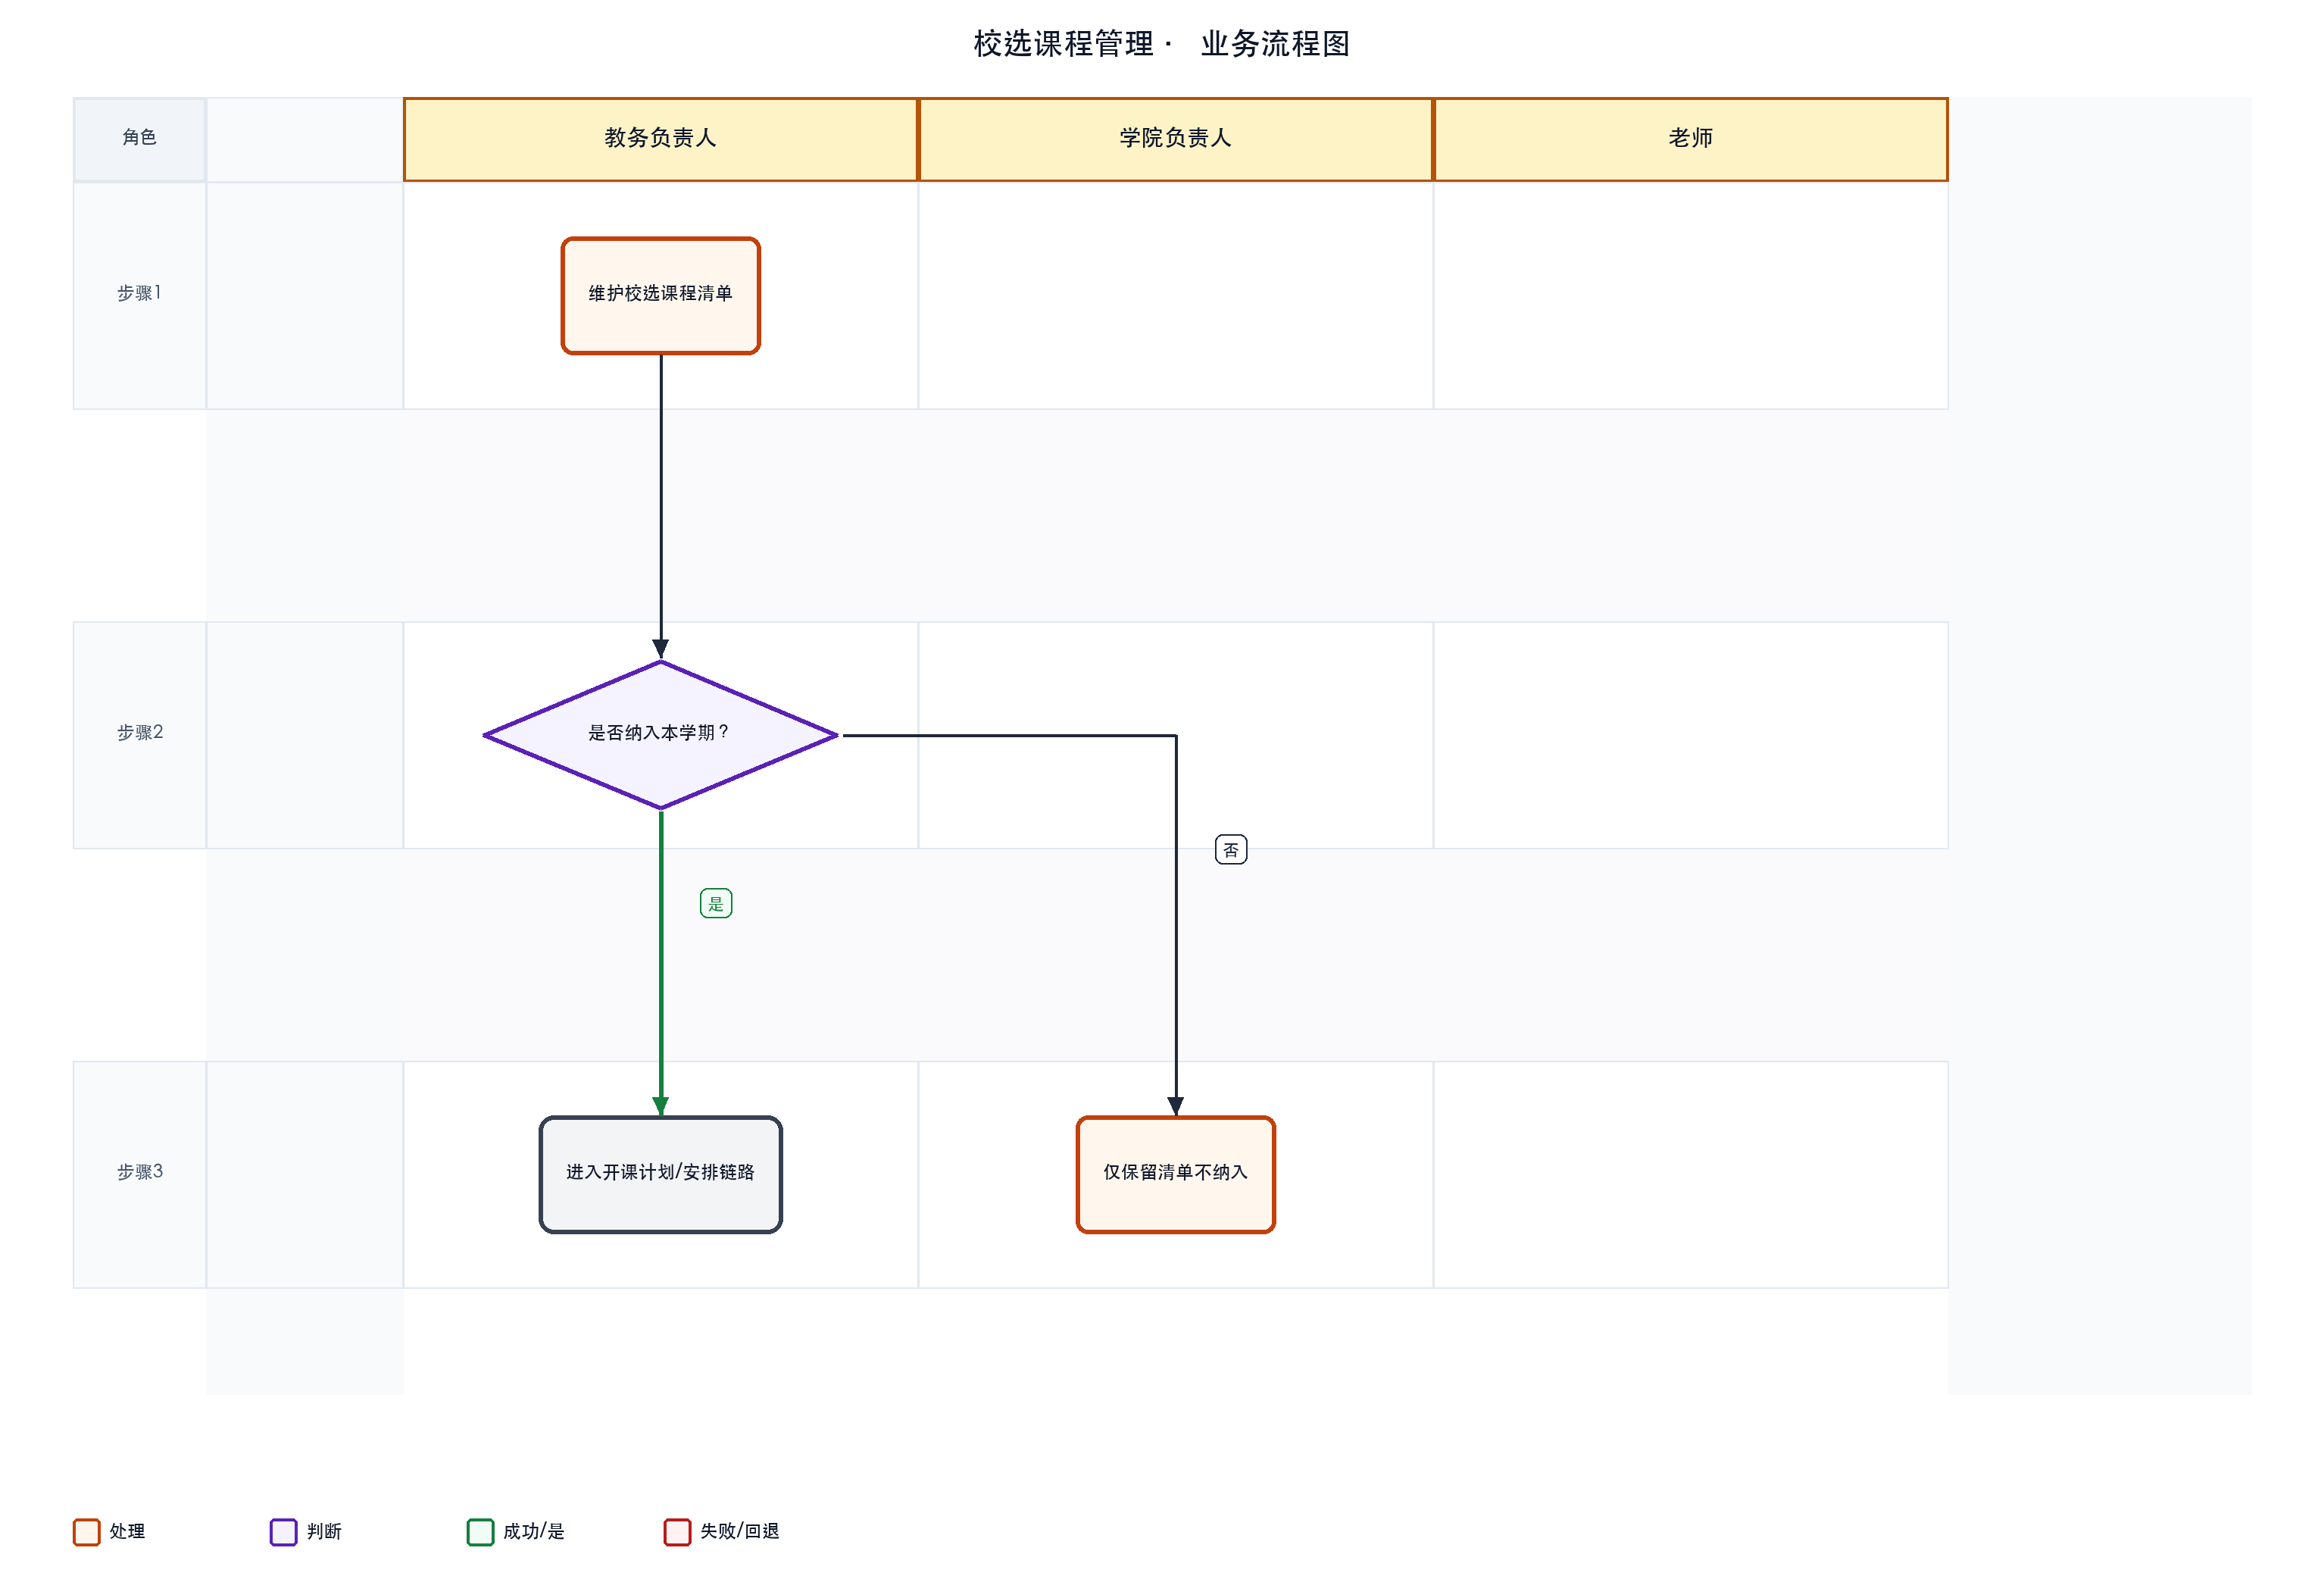 校选课程管理 · 业务流程图
角色
教务负责人
学院负责人
老师
步骤1
维护校选课程清单
步骤2
是否纳入本学期？
否
是
步骤3
进入开课计划/安排链路
仅保留清单不纳入
处理
判断
成功/是
失败/回退